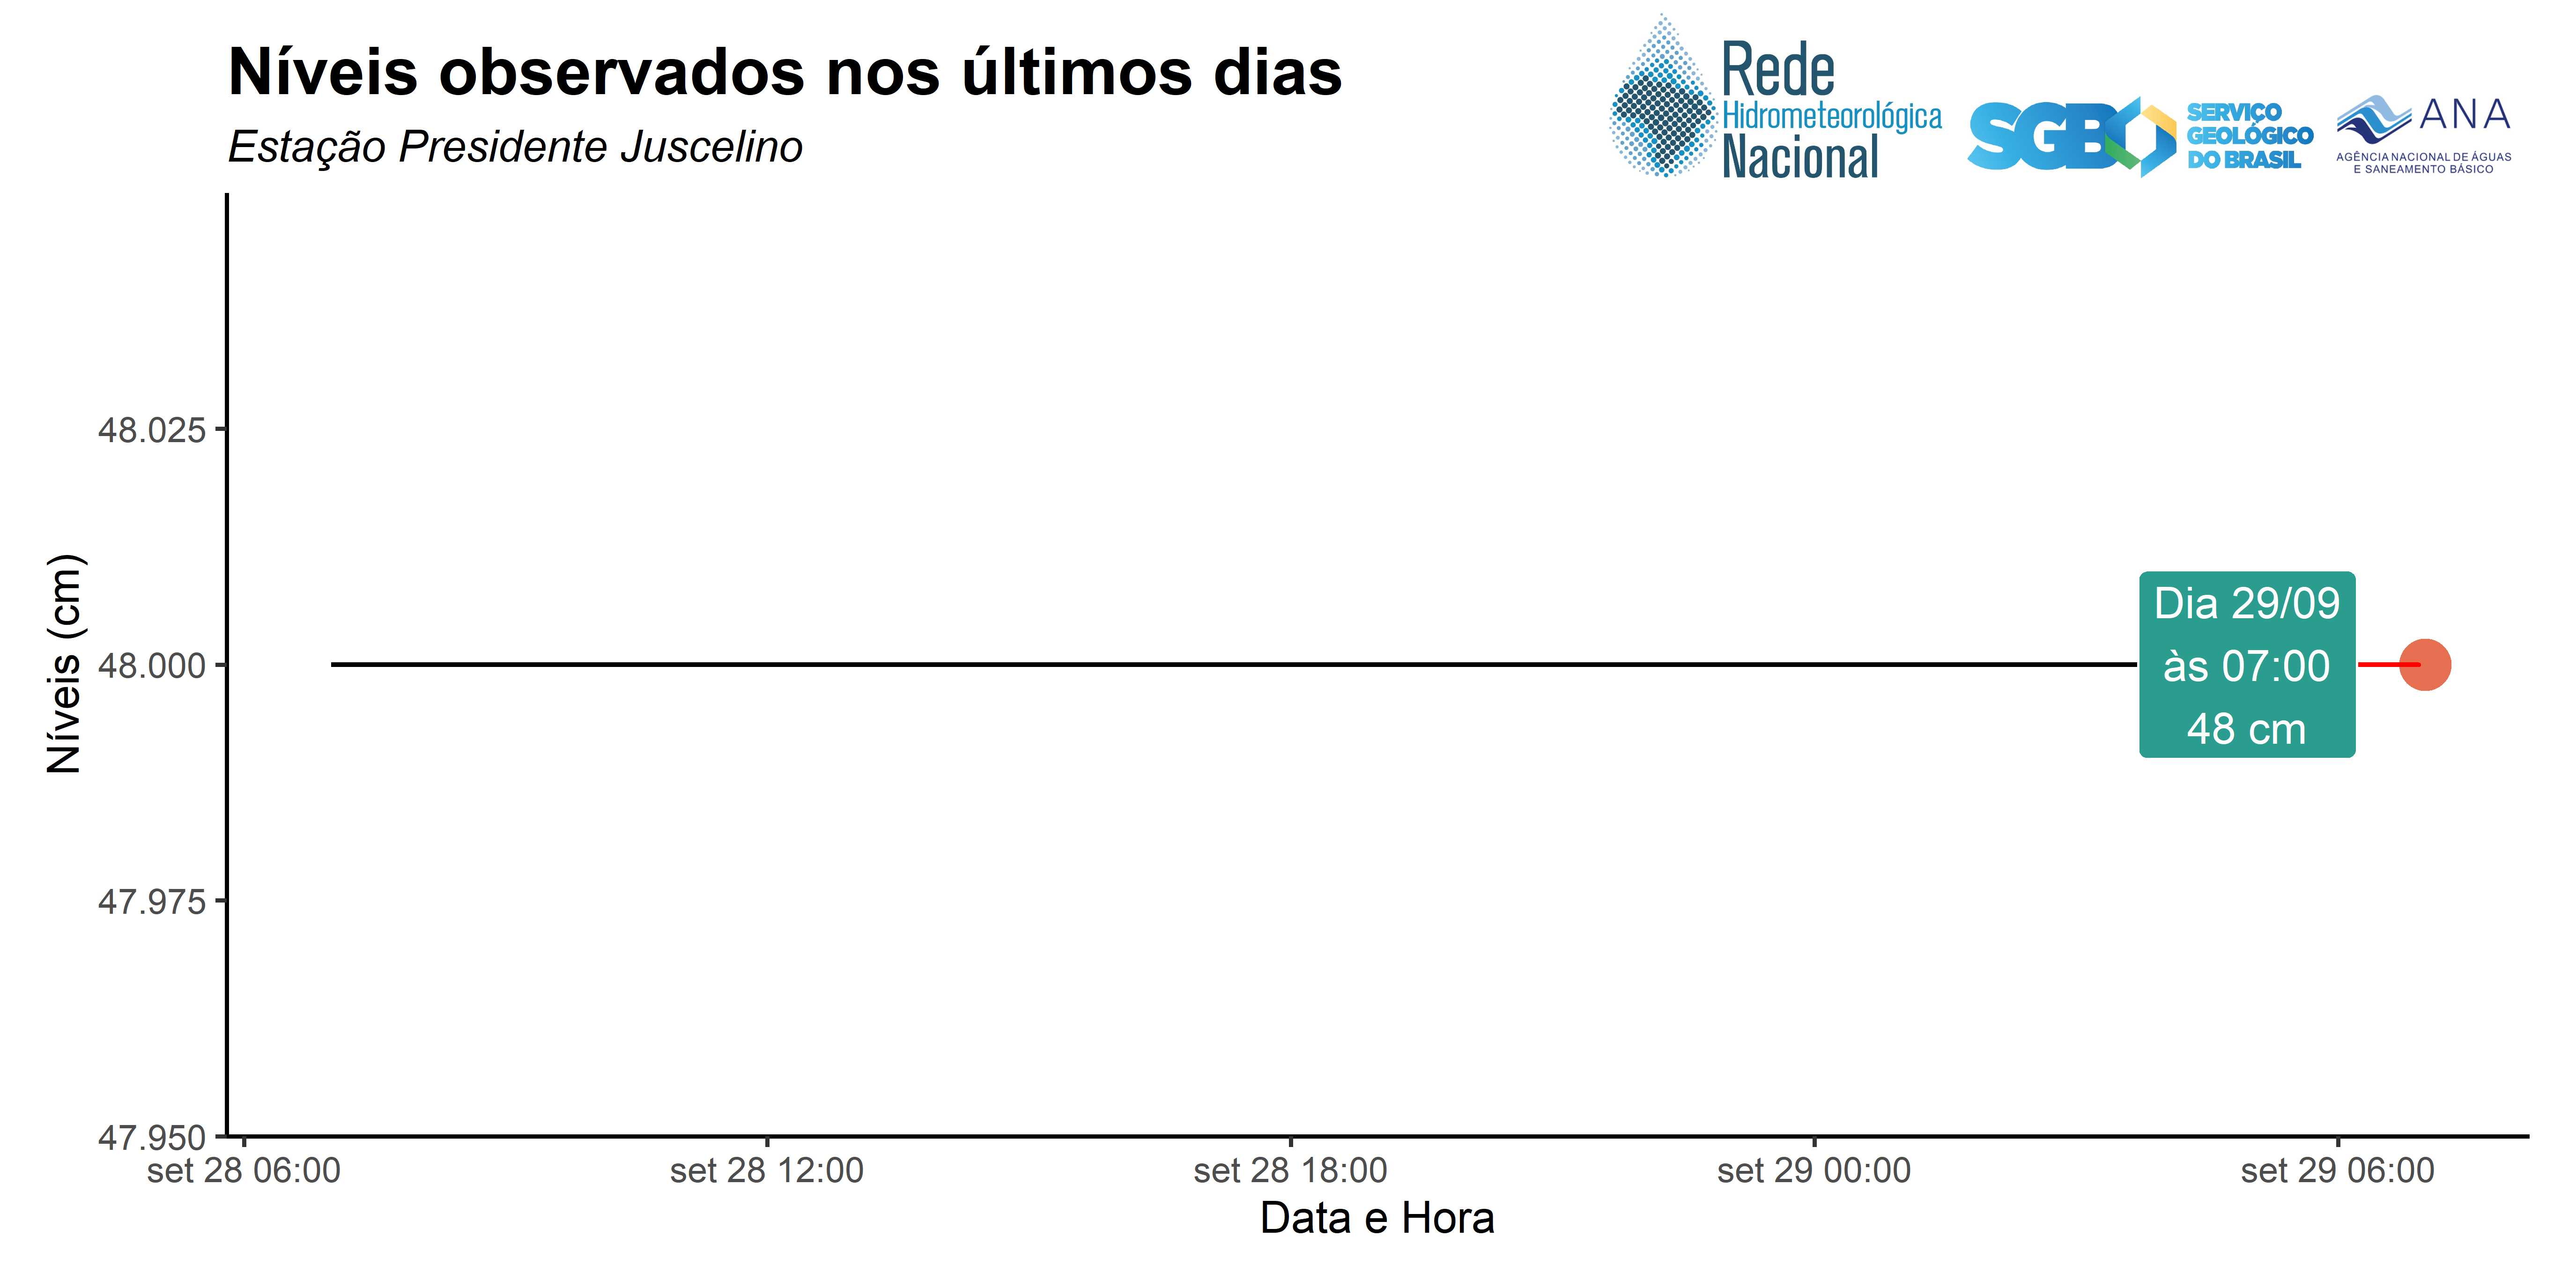 Níveis observados nos últimos dias
Estação Presidente Juscelino
Rede
Hidrometeorológica
Nacional
SGB
SERVIÇO
GEOLÓGICO
DO BRASIL
ANA
AGÊNCIA NACIONAL DE ÁGUAS
E SANEAMENTO BÁSICO
Níveis (cm)
48.025
48.000
47.975
47.950
Dia 29/09
às 07:00
48 cm
set 28 06:00
set 28 12:00
set 28 18:00
set 29 00:00
set 29 06:00
Data e Hora